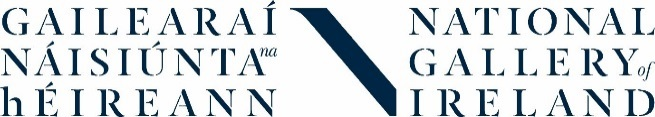 GAILEARAÍ
NÁISIÚNTA na
hÉIREANN
NATIONAL
GALLERY of
IRELAND